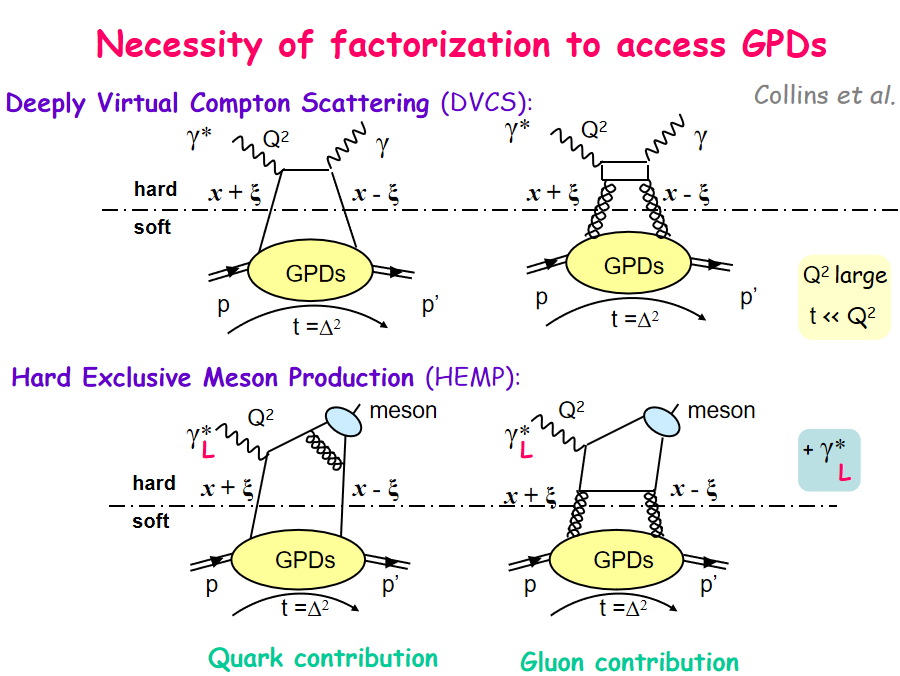 Necessity of factorization to access GPDs
Deeply Virtual Compton Scattering (DVCS):
Collins et al.
γ* Q² γ
hard x + ξ x - ξ
soft
GPDs
p p’
t =Δ²
γ* Q² γ
x + ξ x - ξ
GPDs
p p’
t =Δ²
Q² large
t << Q²
Hard Exclusive Meson Production (HEMP):
γ*L Q² meson
hard x + ξ x - ξ
soft
GPDs
p p’
t =Δ²
γ*L Q² meson
x + ξ x - ξ
GPDs
p p’
t =Δ²
+ γ*L
Quark contribution
Gluon contribution